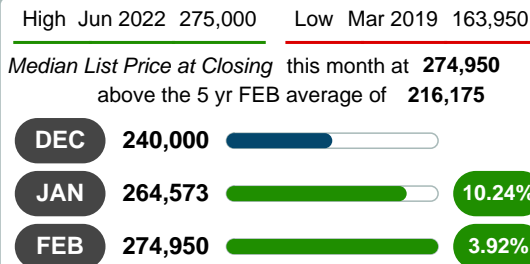 High Jun 2022 275,000 Low Mar 2019 163,950
Median List Price at Closing this month at 274,950
above the 5 yr FEB average of 216,175
DEC 240,000
JAN 264,573 10.24%
FEB 274,950 3.92%